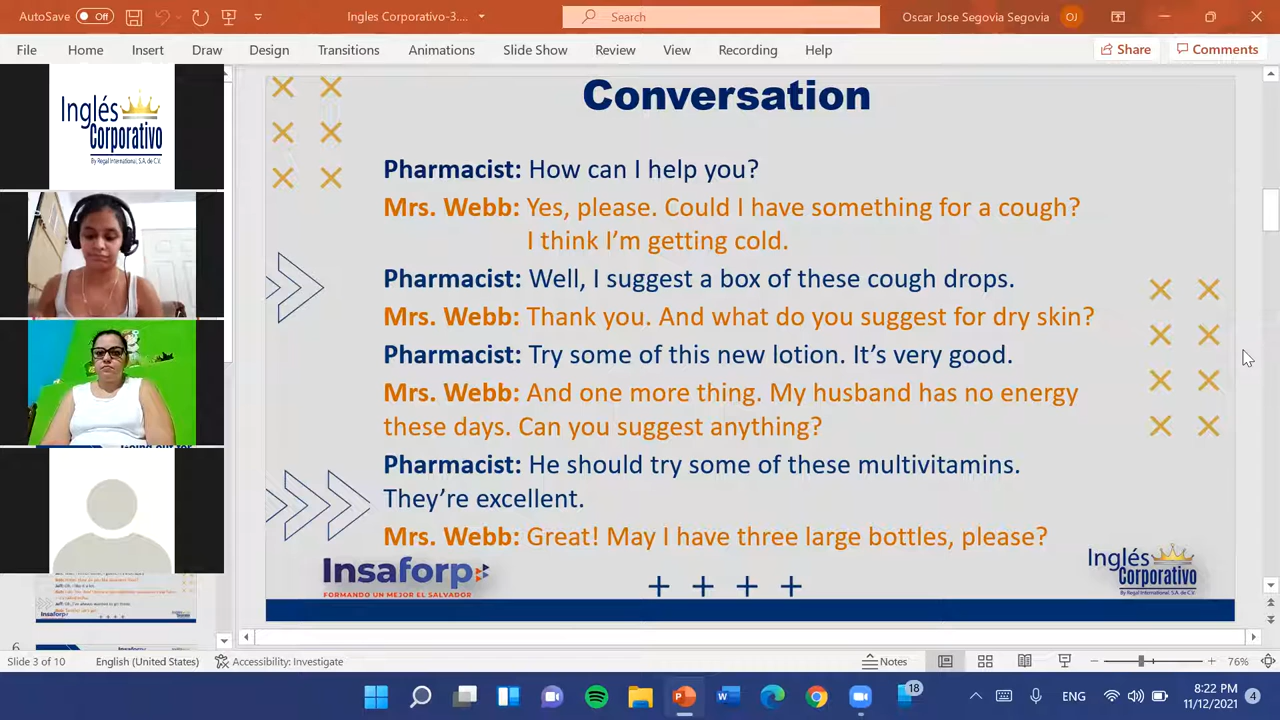 AutoSave Off Ingles Corporativo-3.... Search Oscar Jose Segovia Segovia OJ
File Home Insert Draw Design Transitions Animations Slide Show Review View Recording Help Share Comments
Inglés
Corporativo
By Regal International, S.A. de C.V.
Conversation
Pharmacist: How can I help you?
Mrs. Webb: Yes, please. Could I have something for a cough?
I think I'm getting cold.
Pharmacist: Well, I suggest a box of these cough drops.
Mrs. Webb: Thank you. And what do you suggest for dry skin?
Pharmacist: Try some of this new lotion. It's very good.
Mrs. Webb: And one more thing. My husband has no energy
these days. Can you suggest anything?
Pharmacist: He should try some of these multivitamins.
They're excellent.
Mrs. Webb: Great! May I have three large bottles, please?
Insaforp
FORMANDO UN MEJOR EL SALVADOR
Inglés
Corporativo
By Regal International, S.A. de C.V.
6
Slide 3 of 10 English (United States) Accessibility: Investigate Notes 76%
18
ENG
8:22 PM
11/12/2021
4